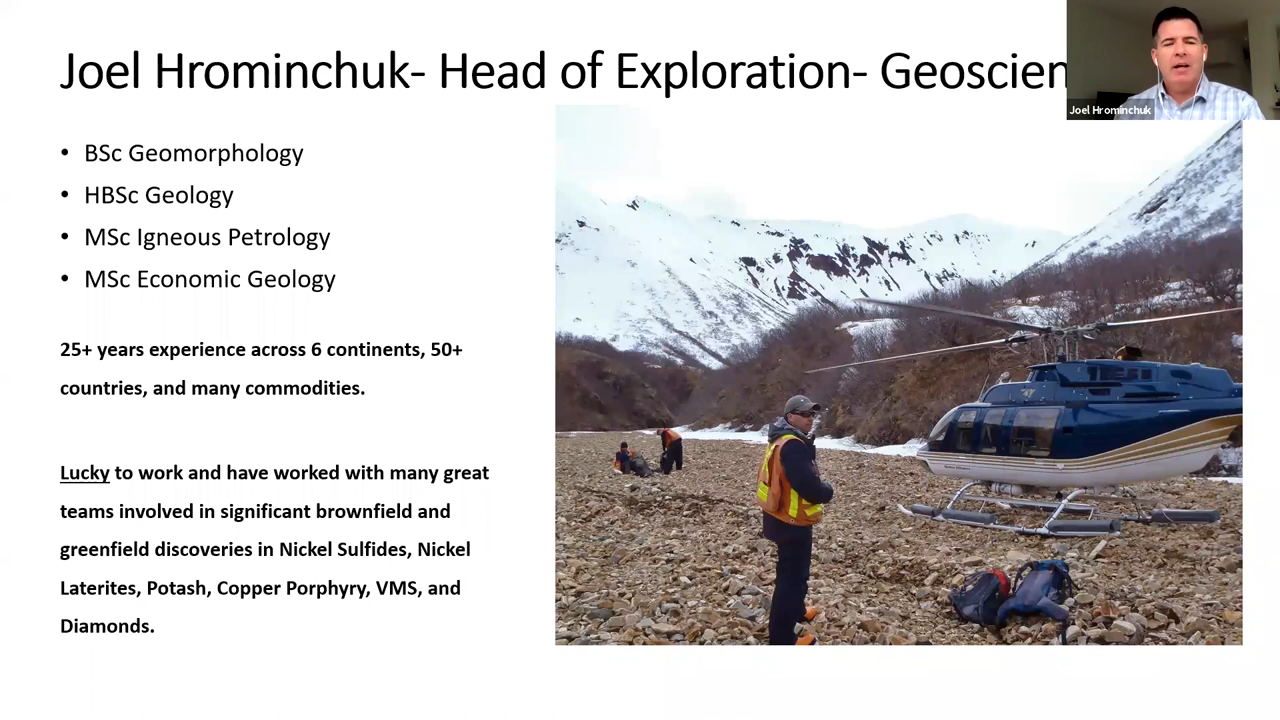 Joel Hrominchuk- Head of Exploration- Geoscien
Joel Hrominchuk
• BSc Geomorphology
• HBSc Geology
• MSc Igneous Petrology
• MSc Economic Geology
25+ years experience across 6 continents, 50+
countries, and many commodities.
Lucky to work and have worked with many great
teams involved in significant brownfield and
greenfield discoveries in Nickel Sulfides, Nickel
Laterites, Potash, Copper Porphyry, VMS, and
Diamonds.